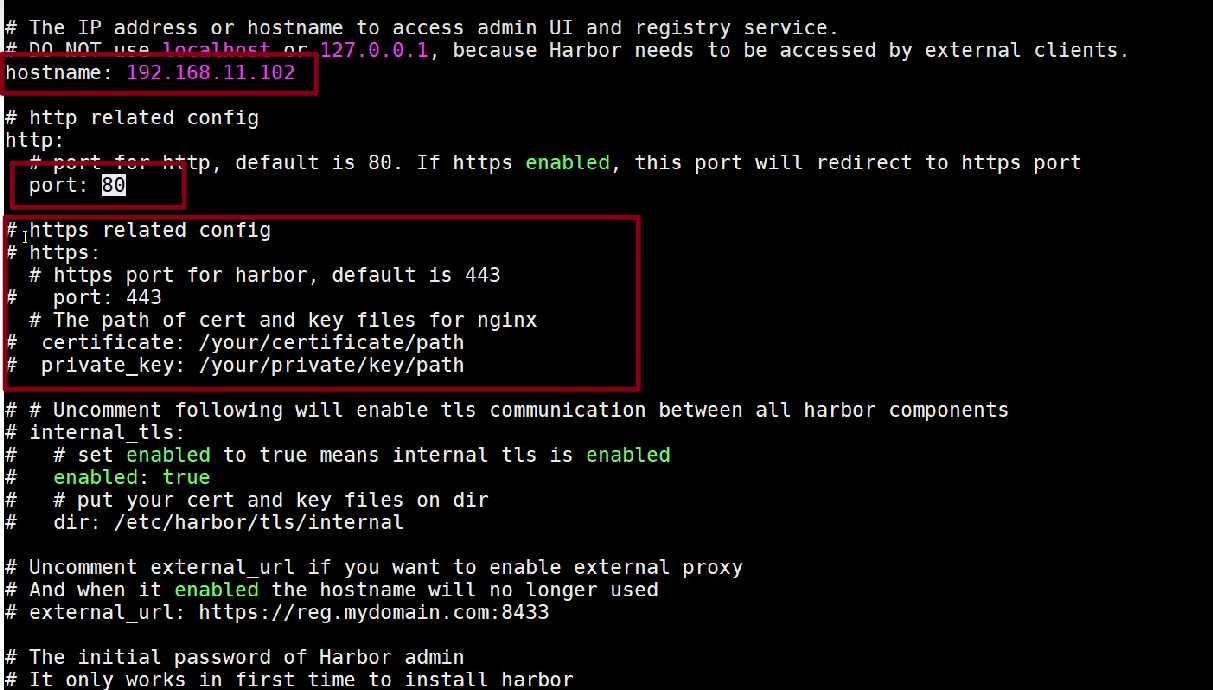 # The IP address or hostname to access admin UI and registry service.
# DO NOT use localhost or 127.0.0.1, because Harbor needs to be accessed by external clients.
hostname: 192.168.11.102
# http related config
http:
  # port for http, default is 80. If https enabled, this port will redirect to https port
  port: 80
# https related config
# https:
  # https port for harbor, default is 443
#   port: 443
  # The path of cert and key files for nginx
#  certificate: /your/certificate/path
#  private_key: /your/private/key/path
# # Uncomment following will enable tls communication between all harbor components
# internal_tls:
#   # set enabled to true means internal tls is enabled
#   enabled: true
#   # put your cert and key files on dir
#   dir: /etc/harbor/tls/internal
# Uncomment external_url if you want to enable external proxy
# And when it enabled the hostname will no longer used
# external_url: https://reg.mydomain.com:8433
# The initial password of Harbor admin
# It only works in first time to install harbor